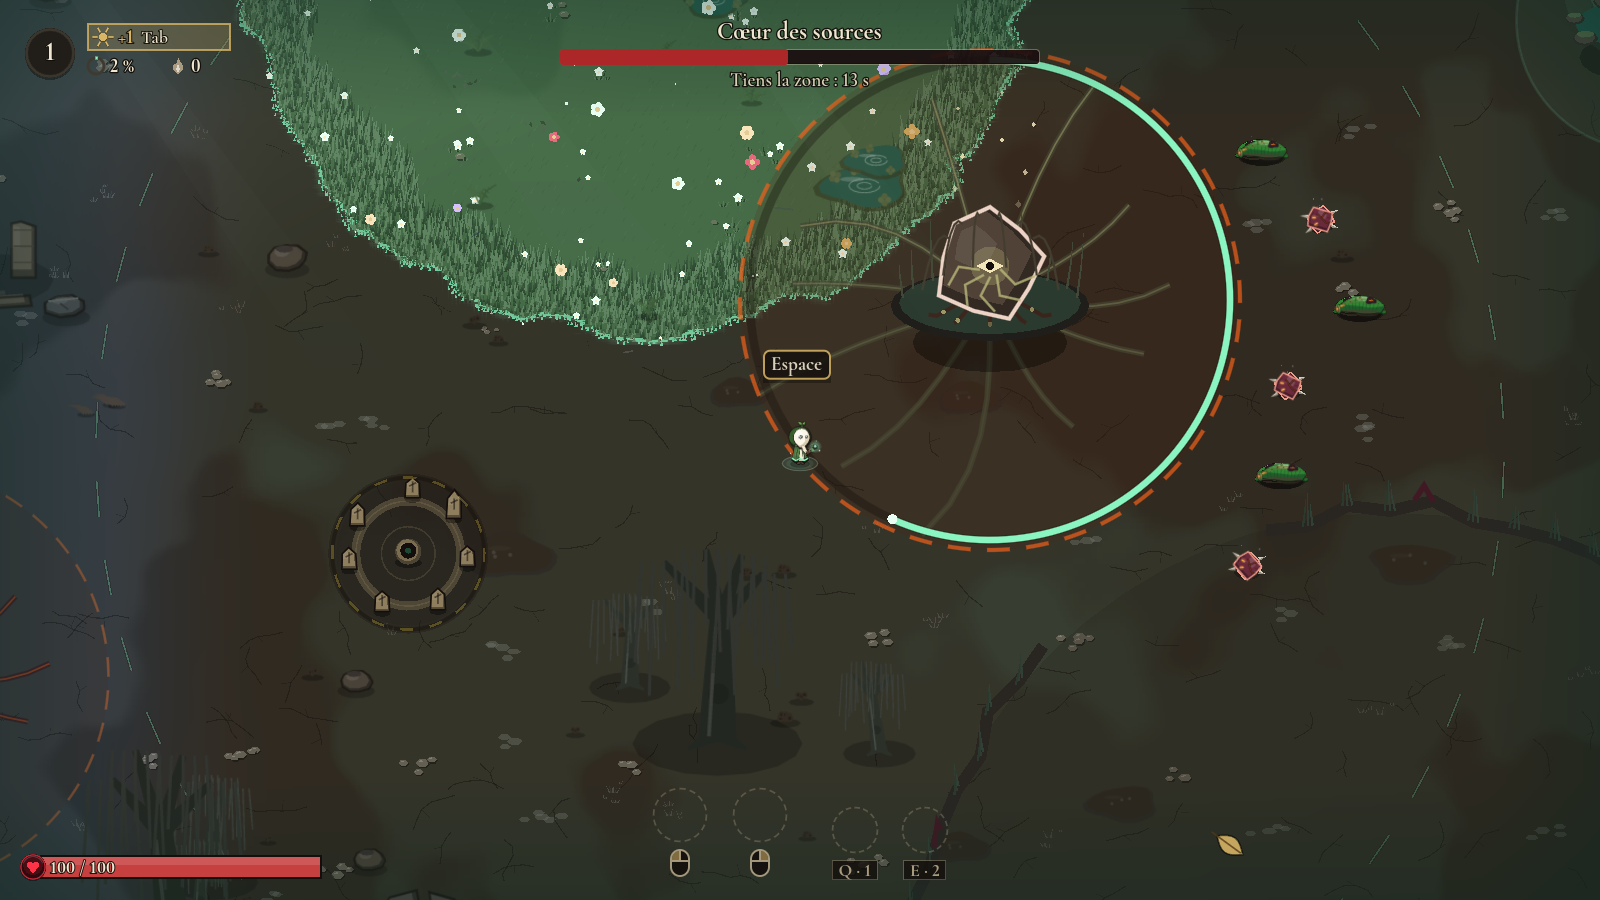 Cœur des sources
1
+1 Tab
2 %
0
Tiens la zone : 13 s
Espace
100 / 100
Q · 1
E · 2